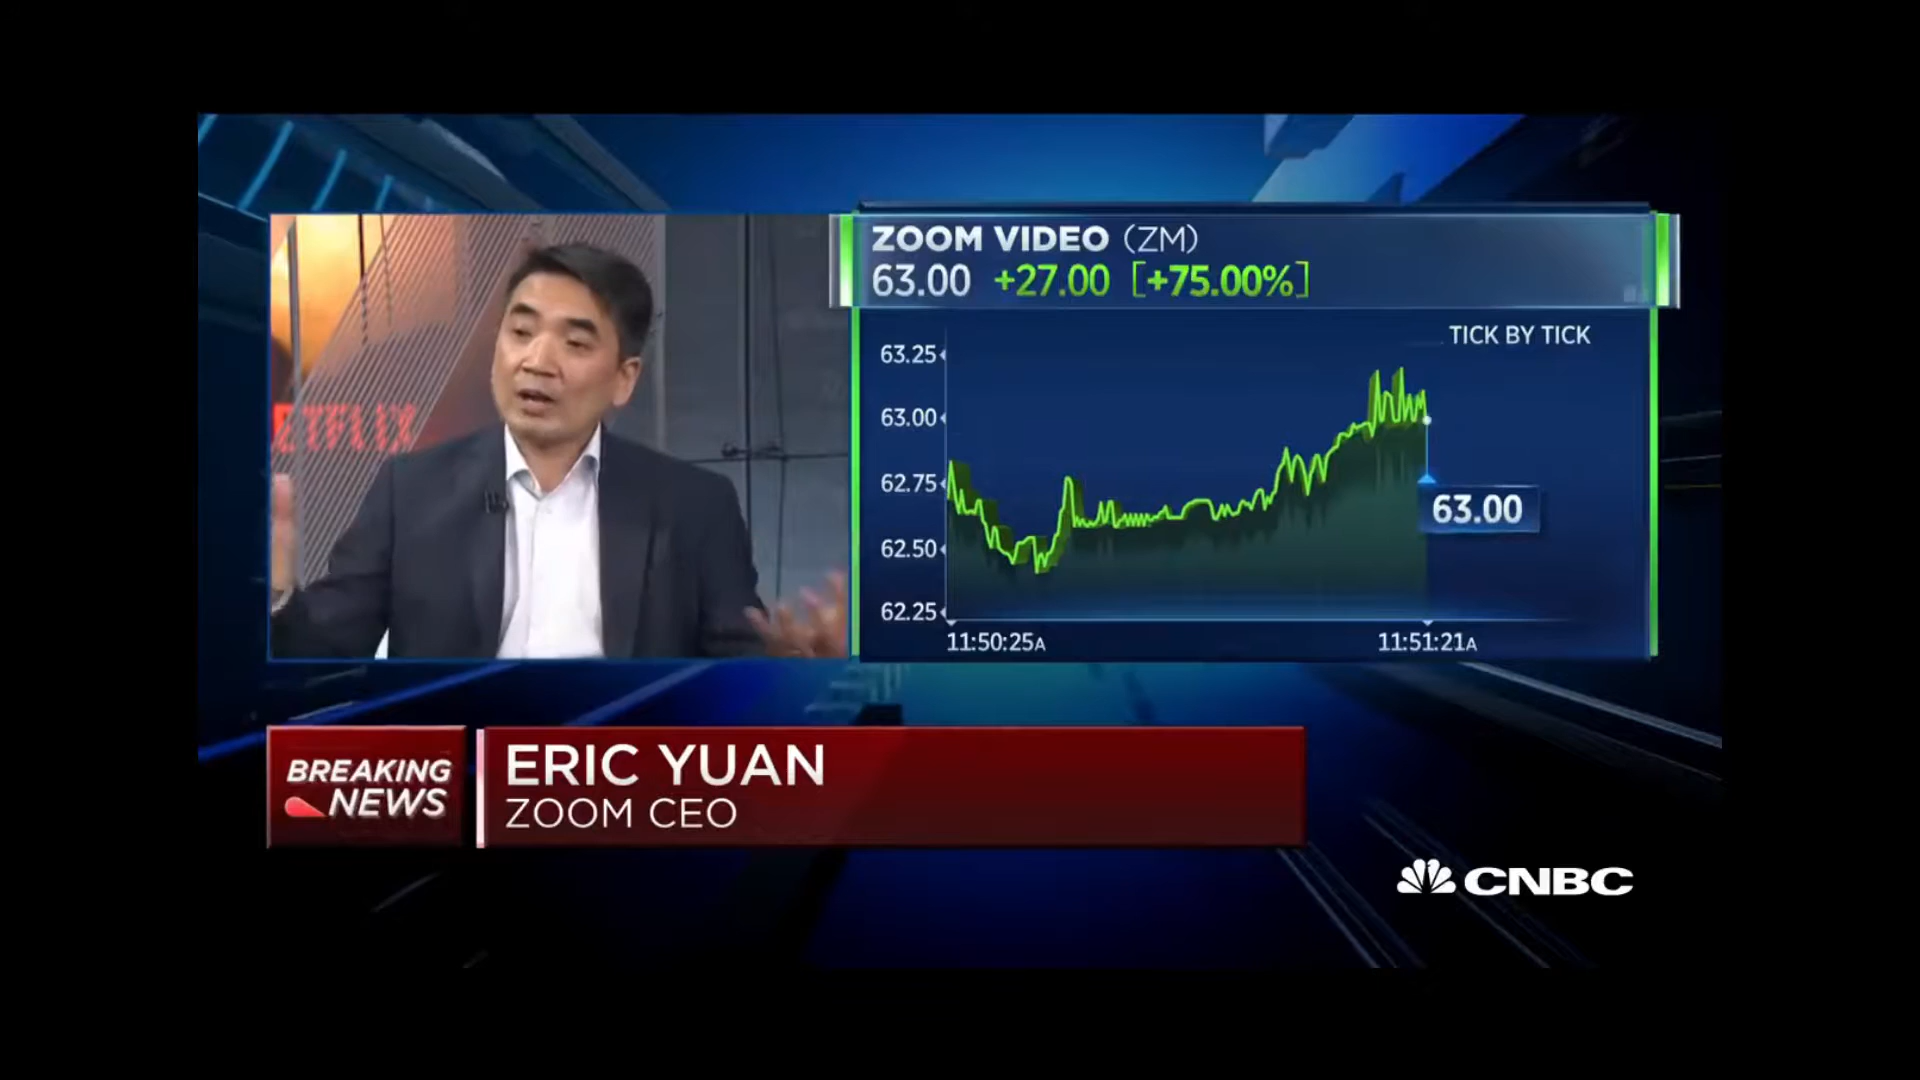 ZOOM VIDEO (ZM)
63.00 +27.00 [+75.00%]
TICK BY TICK
63.25
63.00
62.75
62.50
62.25
63.00
11:50:25A
11:51:21A
ETFLIX
BREAKING
NEWS
ERIC YUAN
ZOOM CEO
CNBC